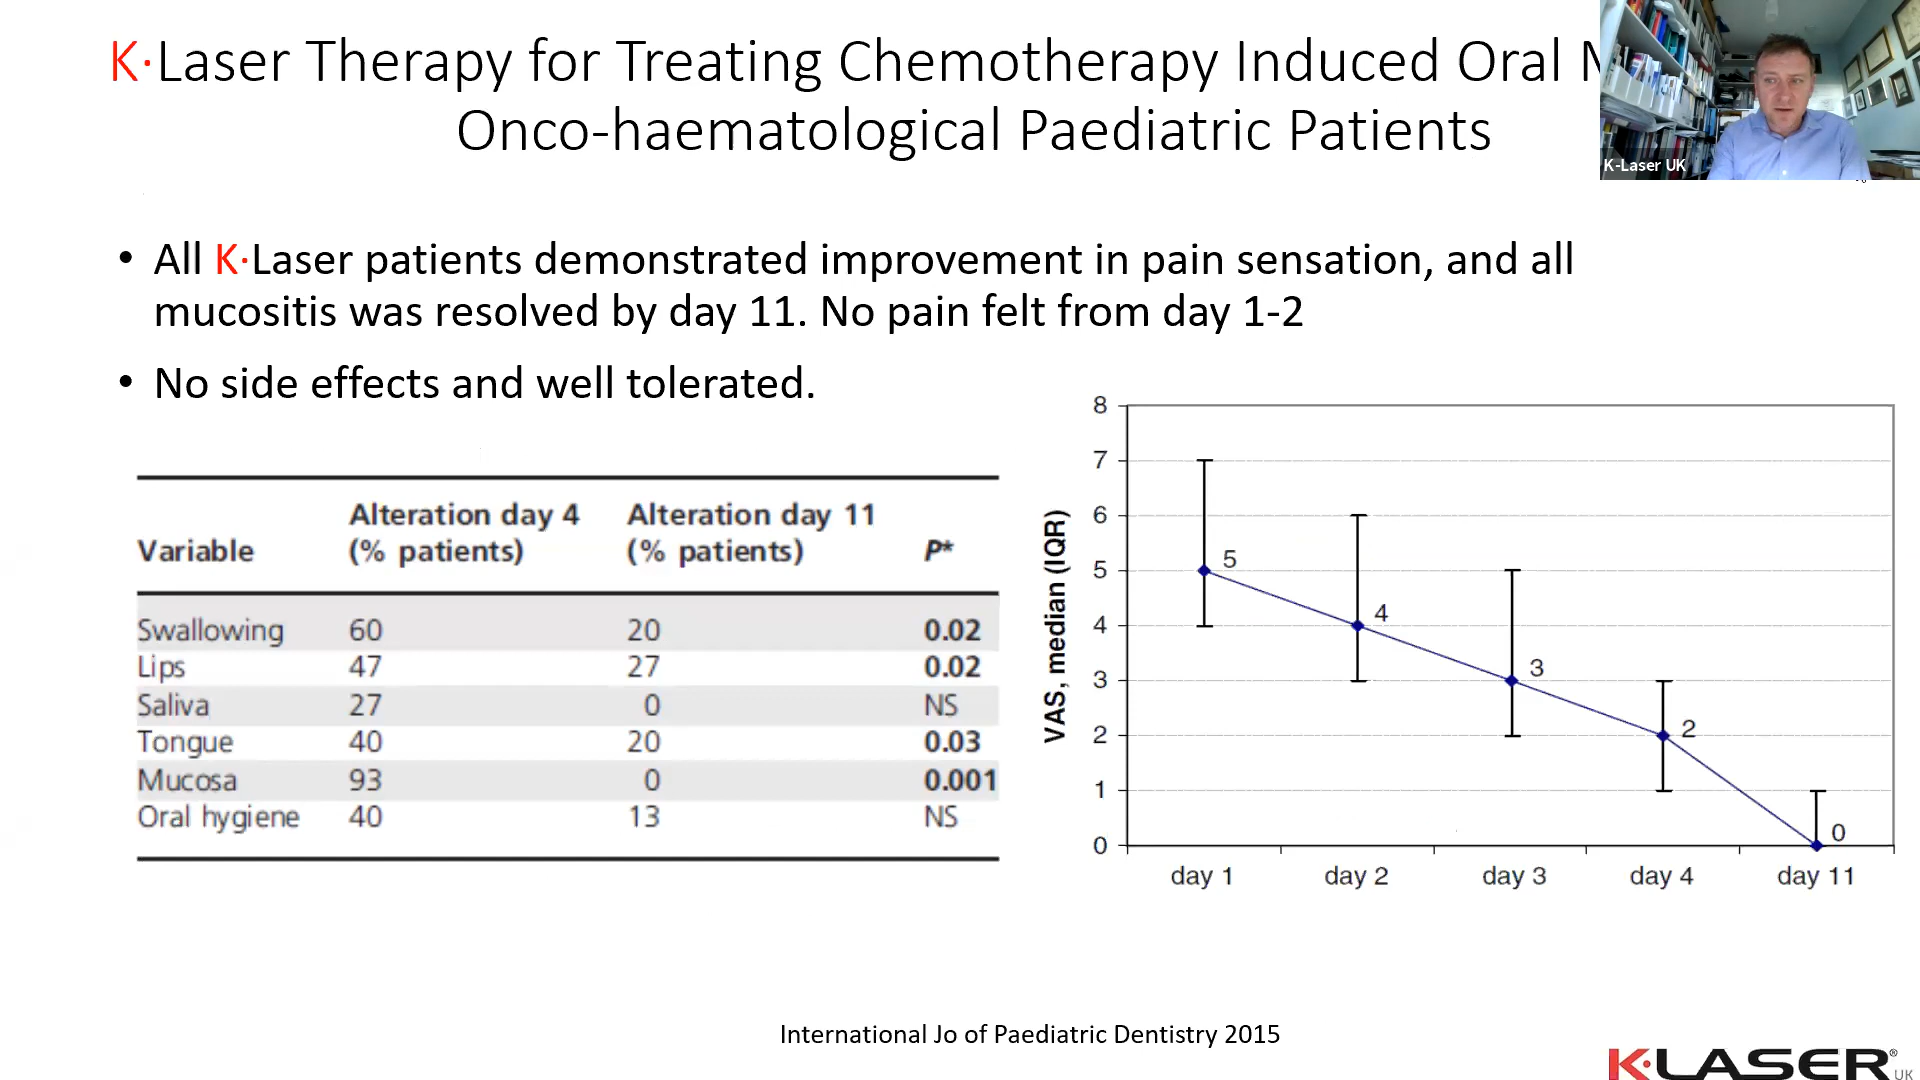 K·Laser Therapy for Treating Chemotherapy Induced Oral
Onco-haematological Paediatric Patients
K-Laser UK
• All K·Laser patients demonstrated improvement in pain sensation, and all
mucositis was resolved by day 11. No pain felt from day 1-2
• No side effects and well tolerated.
Variable Alteration day 4 (% patients) Alteration day 11 (% patients) P*
Swallowing 60 20 0.02
Lips 47 27 0.02
Saliva 27 0 NS
Tongue 40 20 0.03
Mucosa 93 0 0.001
Oral hygiene 40 13 NS
VAS, median (IQR)
8
7
6
5
4
3
2
1
0
5
4
3
2
0
day 1 day 2 day 3 day 4 day 11
International Jo of Paediatric Dentistry 2015
K·LASER® UK